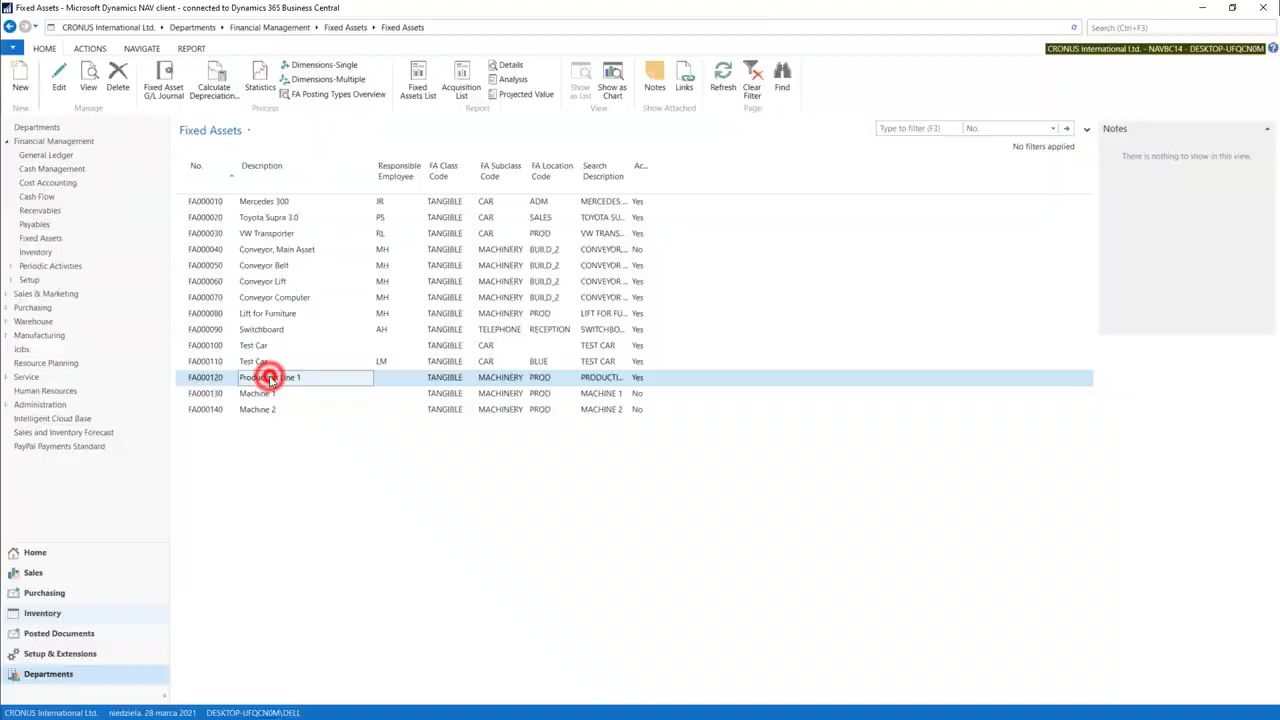 Fixed Assets - Microsoft Dynamics NAV client - connected to Dynamics 365 Business Central
CRONUS International Ltd. Departments Financial Management Fixed Assets Fixed Assets
Search (Ctrl+F3)
HOME ACTIONS NAVIGATE REPORT
CRONUS International Ltd. - NAVBC14 - DESKTOP-UFQCN0M
New
Edit
View
Delete
Fixed Asset G/L Journal
Calculate Depreciation...
Statistics
Dimensions-Single
Dimensions-Multiple
FA Posting Types Overview
Fixed Assets List
Acquisition List
Details
Analysis
Projected Value
Show as List
Show as Chart
Notes
Links
Refresh
Clear Filter
Find
New Manage Process Report View Show Attached Page
Departments
Financial Management
General Ledger
Cash Management
Cost Accounting
Cash Flow
Receivables
Payables
Fixed Assets
Inventory
Periodic Activities
Setup
Sales & Marketing
Purchasing
Warehouse
Manufacturing
Jobs
Resource Planning
Service
Human Resources
Administration
Intelligent Cloud Base
Sales and Inventory Forecast
PayPal Payments Standard
Home
Sales
Purchasing
Inventory
Posted Documents
Setup & Extensions
Departments
Fixed Assets
Type to filter (F3) No.
No filters applied
No. Description Responsible Employee FA Class Code FA Subclass Code FA Location Code Search Description Ac...
FA000010 Mercedes 300 JR TANGIBLE CAR ADM MERCEDES ... Yes
FA000020 Toyota Supra 3.0 PS TANGIBLE CAR SALES TOYOTA SU... Yes
FA000030 VW Transporter RL TANGIBLE CAR PROD VW TRANS... Yes
FA000040 Conveyor, Main Asset MH TANGIBLE MACHINERY BUILD_2 CONVEYOR,... No
FA000050 Conveyor Belt MH TANGIBLE MACHINERY BUILD_2 CONVEYOR ... Yes
FA000060 Conveyor Lift MH TANGIBLE MACHINERY BUILD_2 CONVEYOR ... Yes
FA000070 Conveyor Computer MH TANGIBLE MACHINERY BUILD_2 CONVEYOR ... Yes
FA000080 Lift for Furniture MH TANGIBLE MACHINERY PROD LIFT FOR FU... Yes
FA000090 Switchboard AH TANGIBLE TELEPHONE RECEPTION SWITCHBO... Yes
FA000100 Test Car TANGIBLE CAR TEST CAR Yes
FA000110 Test Car LM TANGIBLE CAR BLUE TEST CAR Yes
FA000120 Production Line 1 TANGIBLE MACHINERY PROD PRODUCTI... Yes
FA000130 Machine 1 TANGIBLE MACHINERY PROD MACHINE 1 No
FA000140 Machine 2 TANGIBLE MACHINERY PROD MACHINE 2 No
Notes
There is nothing to show in this view.
CRONUS International Ltd. niedziela, 28 marca 2021 DESKTOP-UFQCN0M\DELL